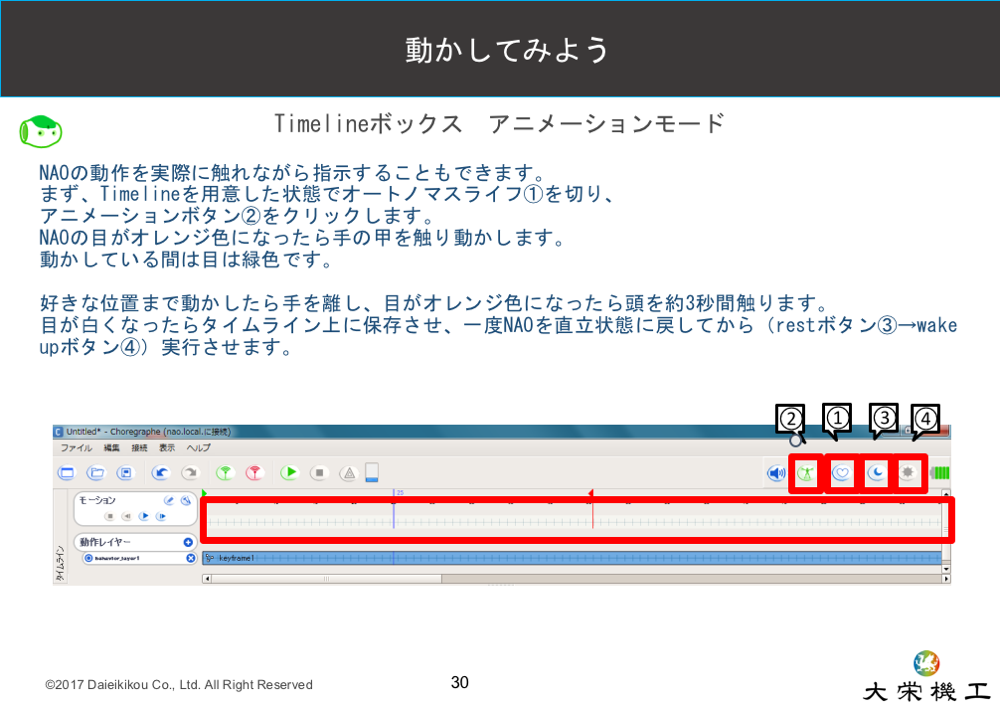 動かしてみよう
Timelineボックス　アニメーションモード
NAOの動作を実際に触れながら指示することもできます。
まず、Timelineを用意した状態でオートノマスライフ①を切り、
アニメーションボタン②をクリックします。
NAOの目がオレンジ色になったら手の甲を触り動かします。
動かしている間は目は緑色です。
好きな位置まで動かしたら手を離し、目がオレンジ色になったら頭を約3秒間触ります。
目が白くなったらタイムライン上に保存させ、一度NAOを直立状態に戻してから（restボタン③→wake
upボタン④）実行させます。
② ① ③ ④
Untitled* - Choregraphe (nao.local.に接続)
ファイル 編集 接続 表示 ヘルプ
モーション
23
動作レイヤー
behavior_layer1
keyframe1
タイムライン
©2017 Daieikikou Co., Ltd. All Right Reserved
30
大栄機工